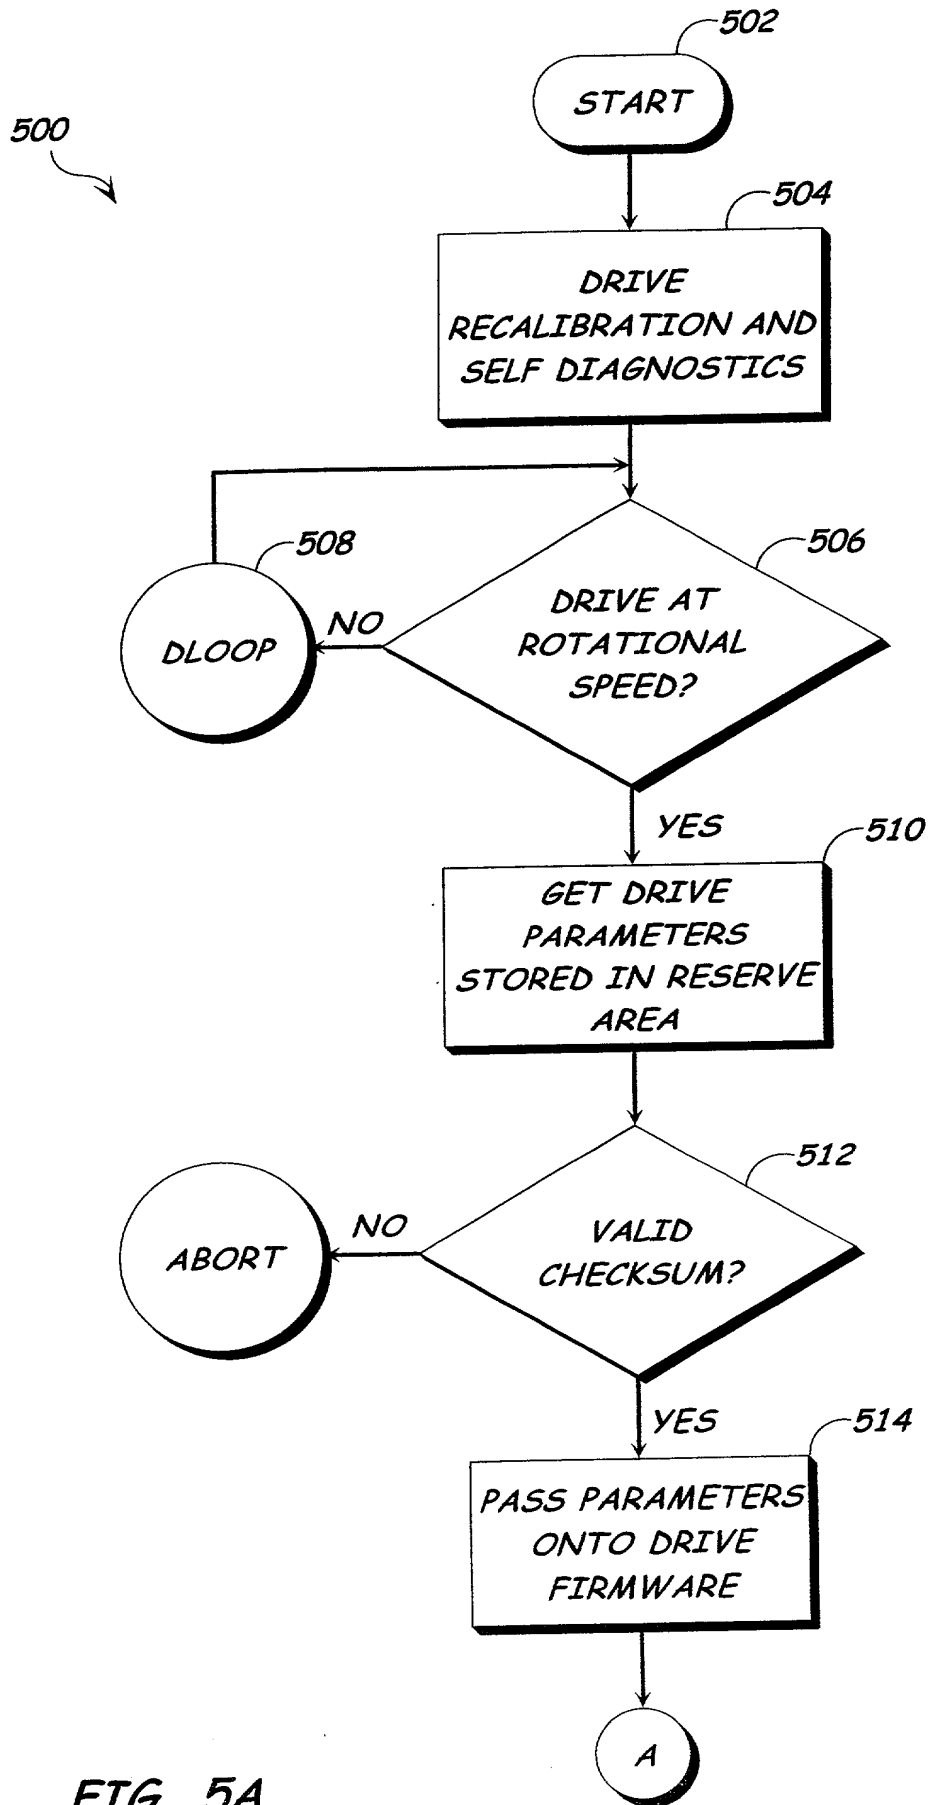 502
START
500
504
DRIVE
RECALIBRATION AND
SELF DIAGNOSTICS
508
506
NO
DRIVE AT
ROTATIONAL
SPEED?
DLOOP
YES
510
GET DRIVE
PARAMETERS
STORED IN RESERVE
AREA
512
NO
VALID
CHECKSUM?
ABORT
YES
514
PASS PARAMETERS
ONTO DRIVE
FIRMWARE
A
FIG. 5A